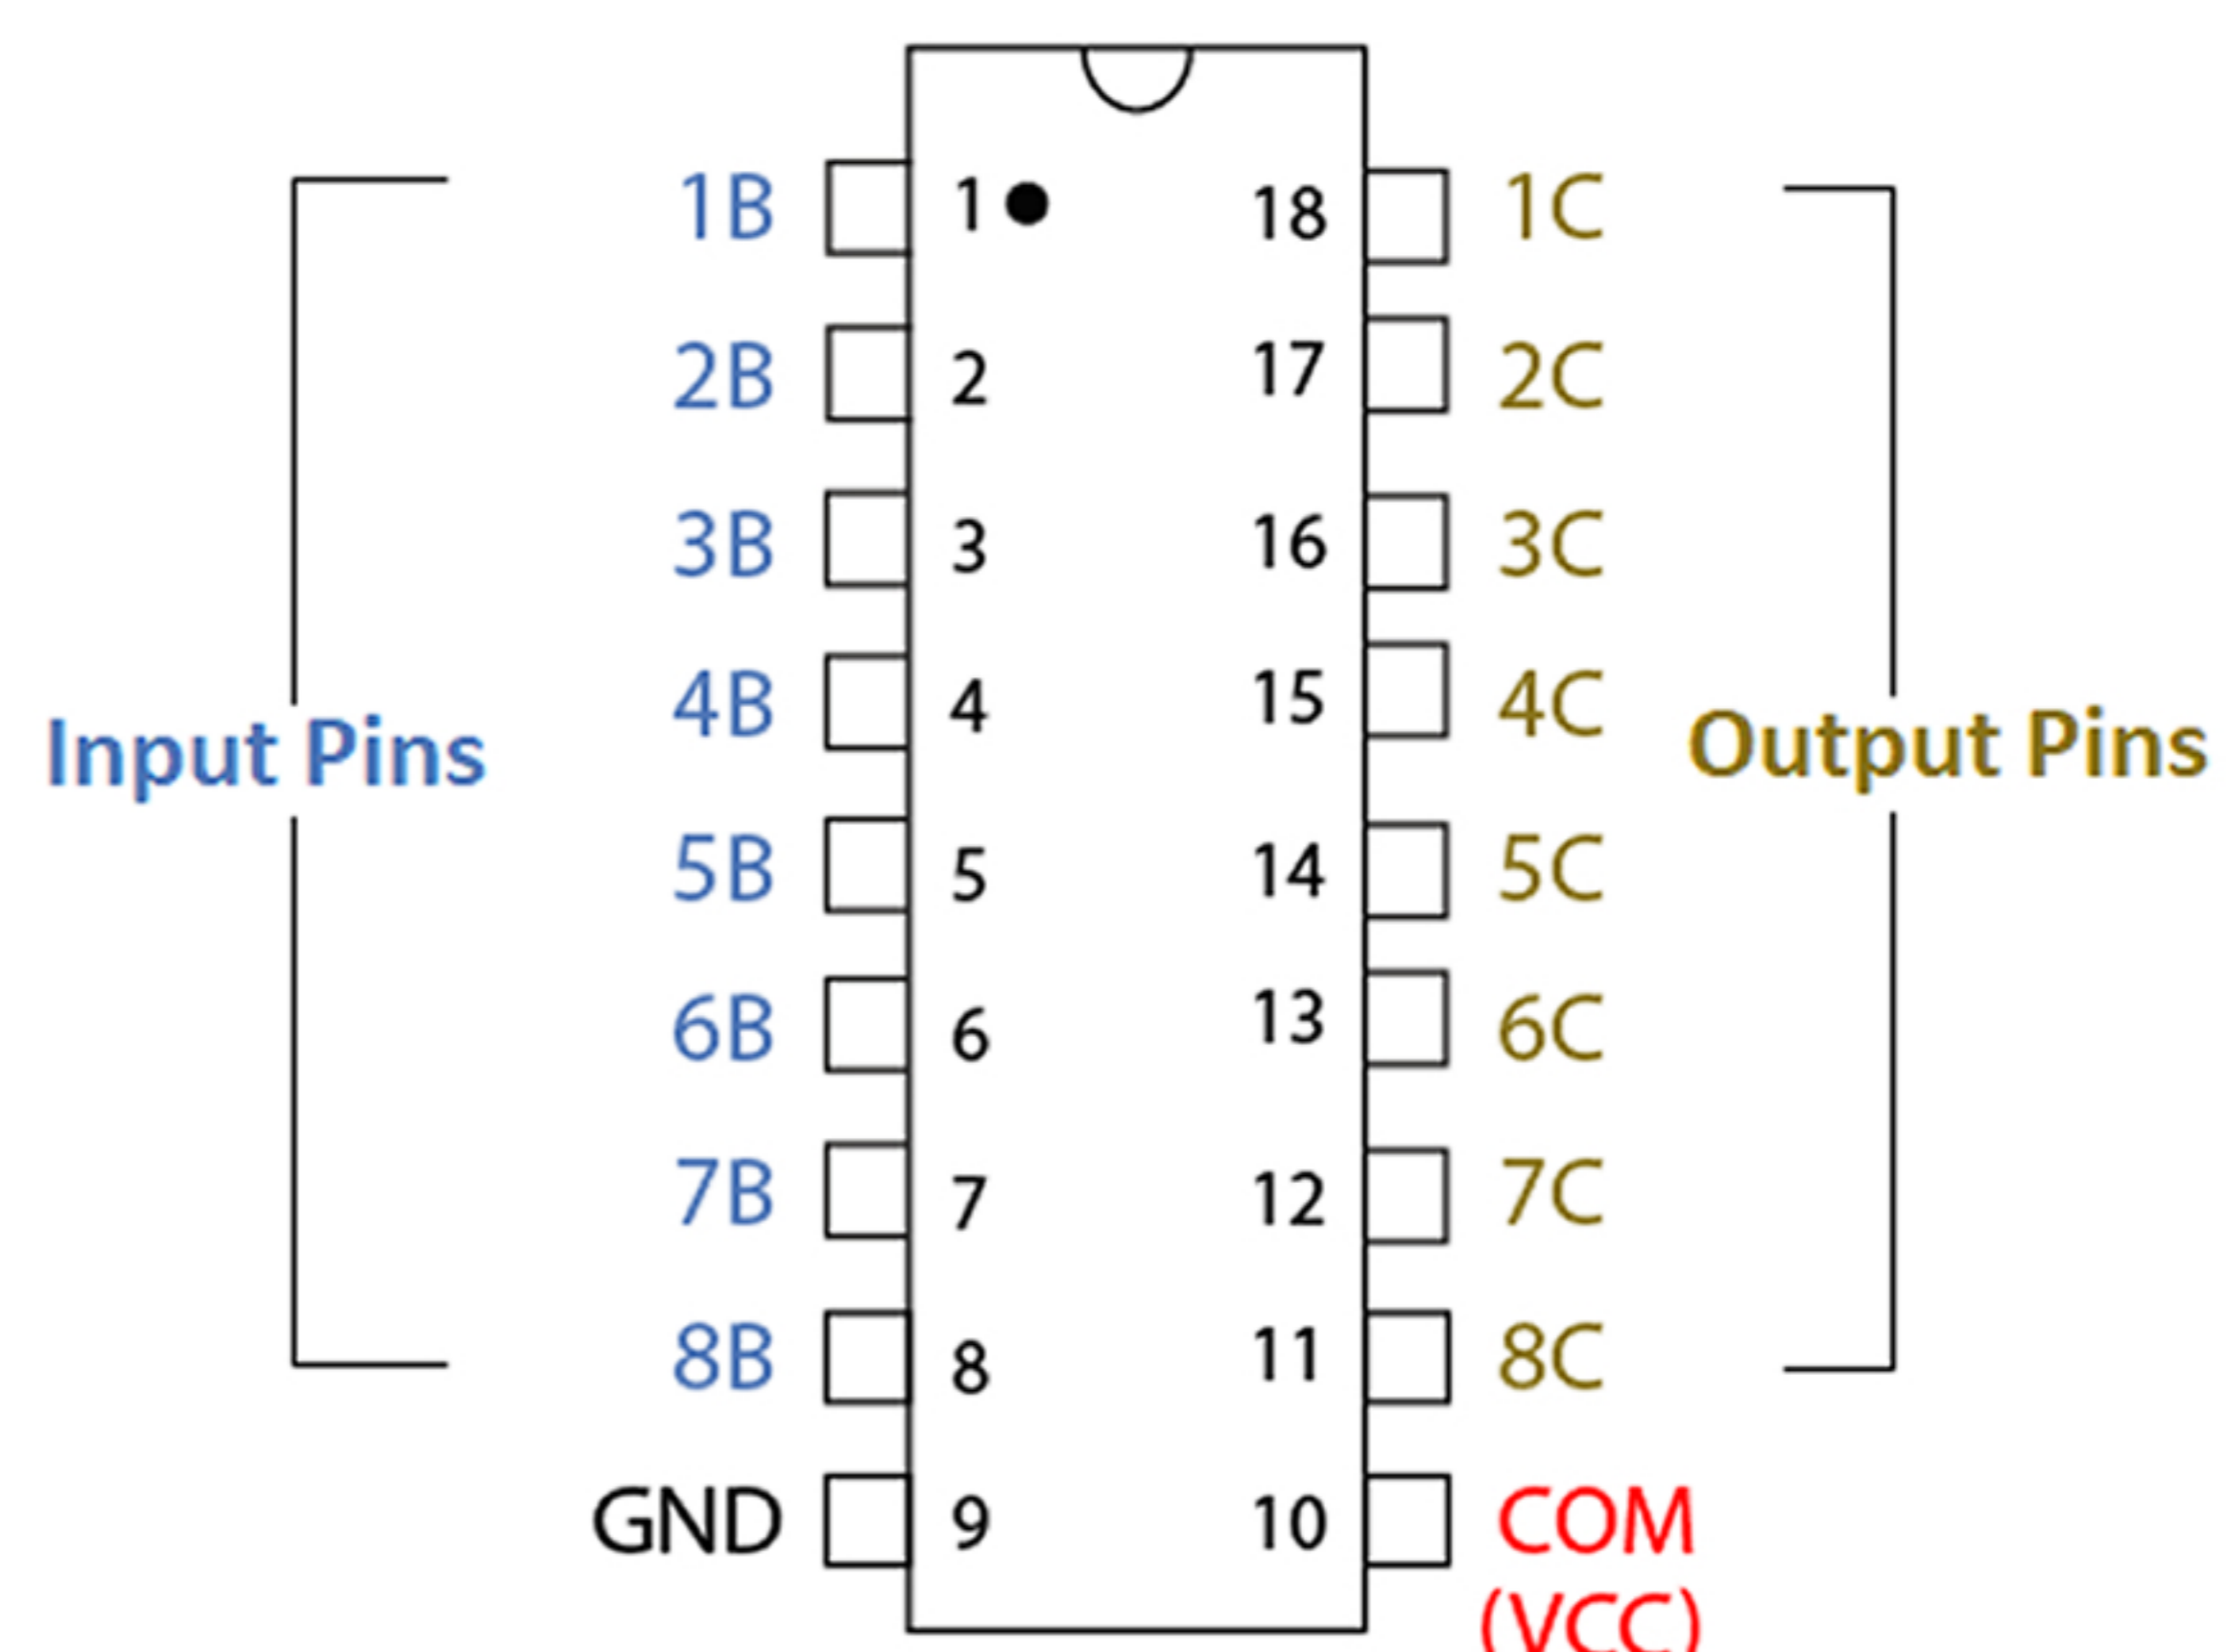 1B 1 18 1C
2B 2 17 2C
3B 3 16 3C
4B 4 15 4C
Input Pins Output Pins
5B 5 14 5C
6B 6 13 6C
7B 7 12 7C
8B 8 11 8C
GND 9 10 COM
(VCC)